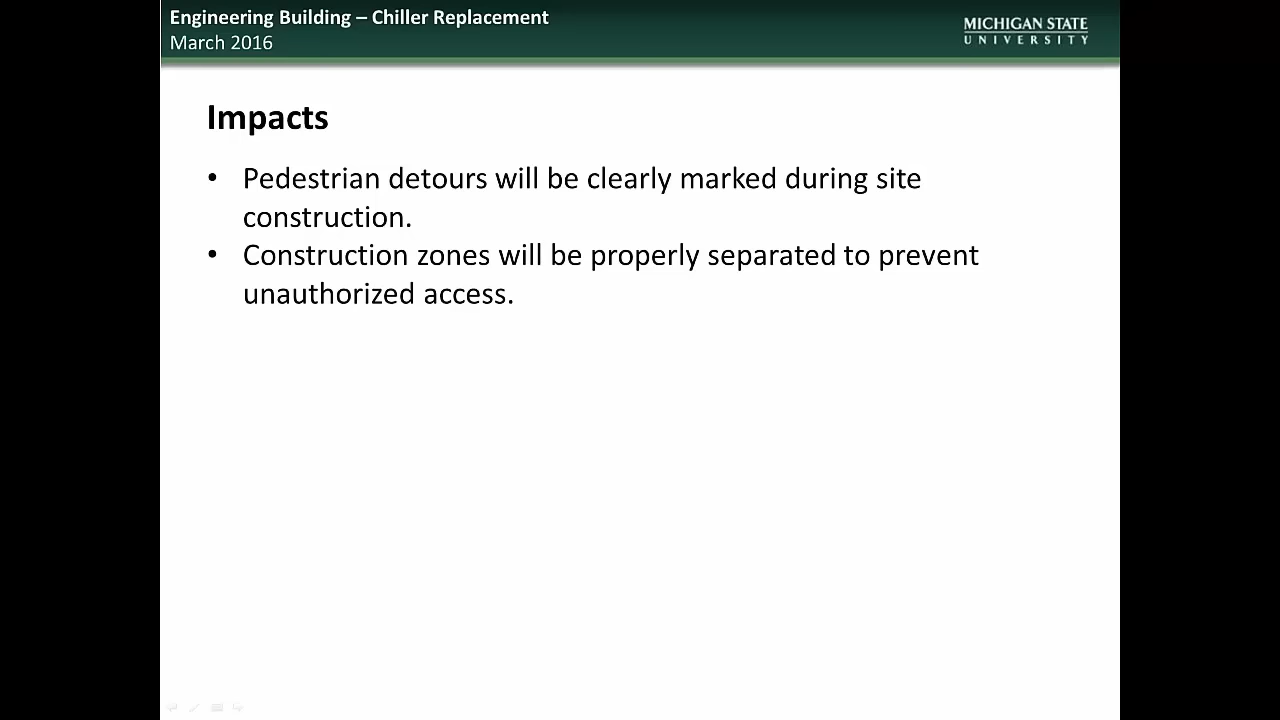 Engineering Building – Chiller Replacement
March 2016
MICHIGAN STATE
UNIVERSITY
Impacts
• Pedestrian detours will be clearly marked during site
construction.
• Construction zones will be properly separated to prevent
unauthorized access.